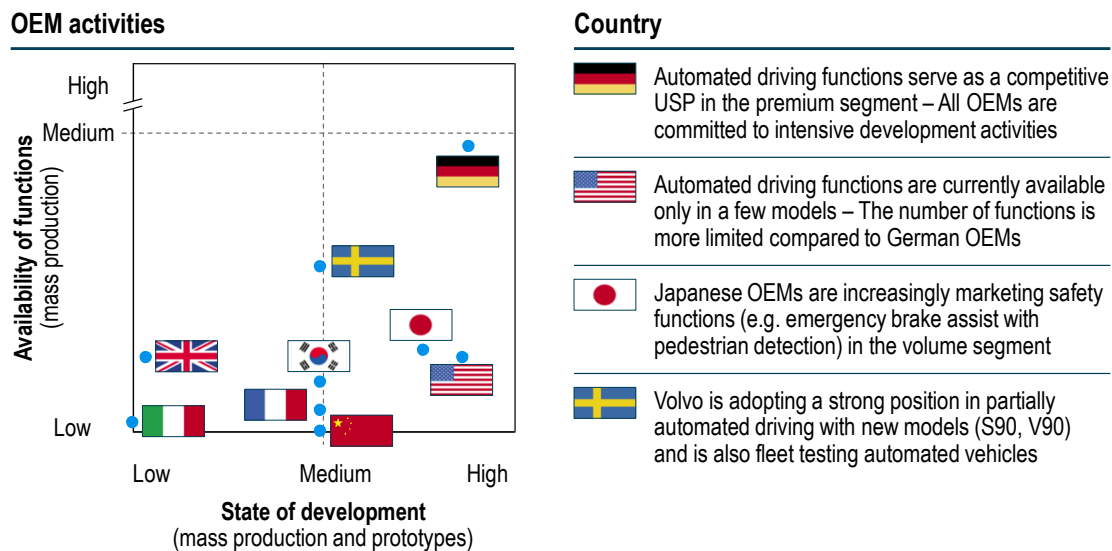 OEM activities
High
Medium
Low
Availability of functions
(mass production)
Low
Medium
High
State of development
(mass production and prototypes)
Country
Automated driving functions serve as a competitive
USP in the premium segment – All OEMs are
committed to intensive development activities
Automated driving functions are currently available
only in a few models – The number of functions is
more limited compared to German OEMs
Japanese OEMs are increasingly marketing safety
functions (e.g. emergency brake assist with
pedestrian detection) in the volume segment
Volvo is adopting a strong position in partially
automated driving with new models (S90, V90)
and is also fleet testing automated vehicles